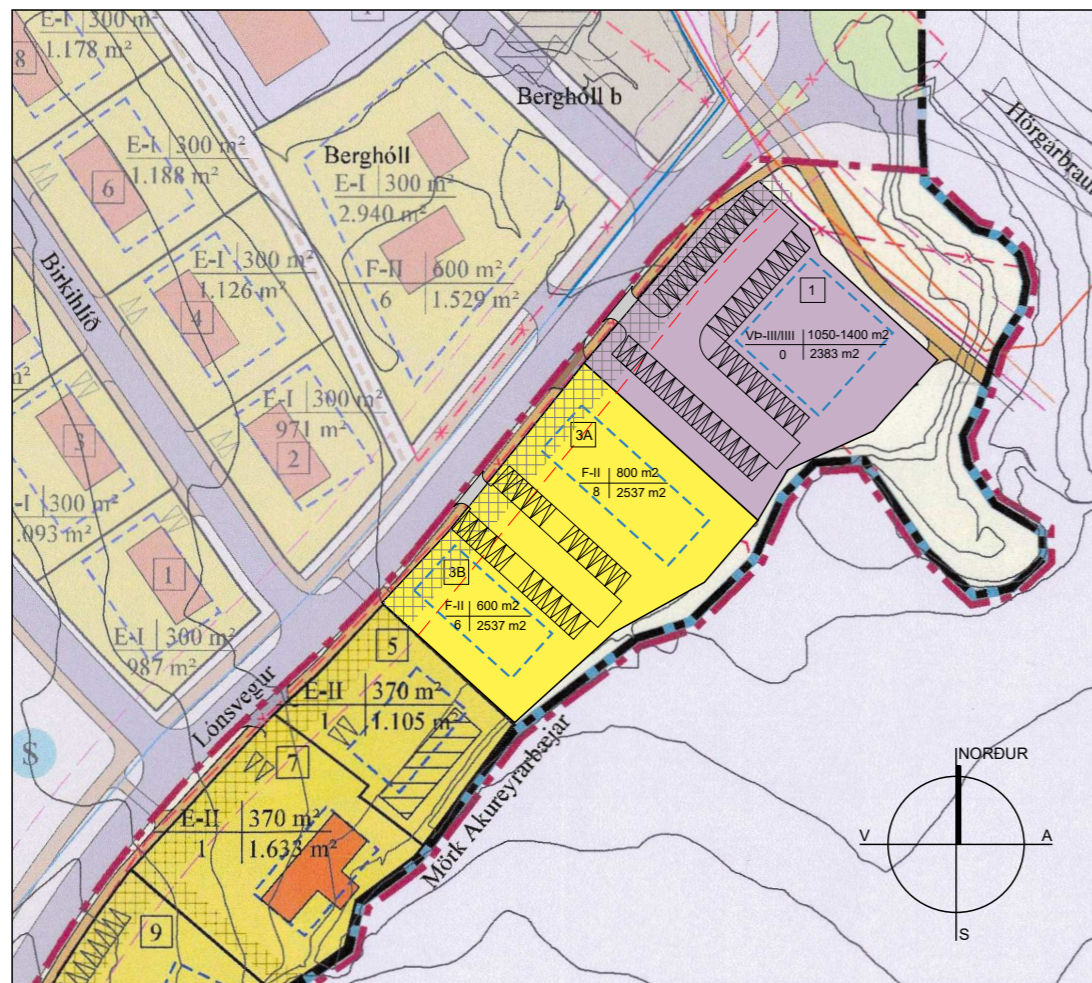 E-I 300 m²
8 1.178 m²
1
Berghóll b
Hörgárbraut
E-I 300 m²
6 1.188 m²
Berghóll
E-I 300 m²
2.940 m²
F-II 600 m²
6 1.529 m²
Birkihlíð
E-I 300 m²
4 1.126 m²
1
VÞ-III/IIII 1050-1400 m2
0 2383 m2
m²
3
E-I 300 m²
971 m²
2
3A
F-II 800 m2
8 2537 m2
-I 300 m²
.093 m²
1
3B
F-II 600 m2
6 2537 m2
E-I 300 m²
987 m²
5
E-II 370 m²
1 1.105 m²
Lónsvegur
S
7
Mörk Akureyrarbæjar
E-II 370 m²
1 1.633 m²
9
NORÐUR
V A
S